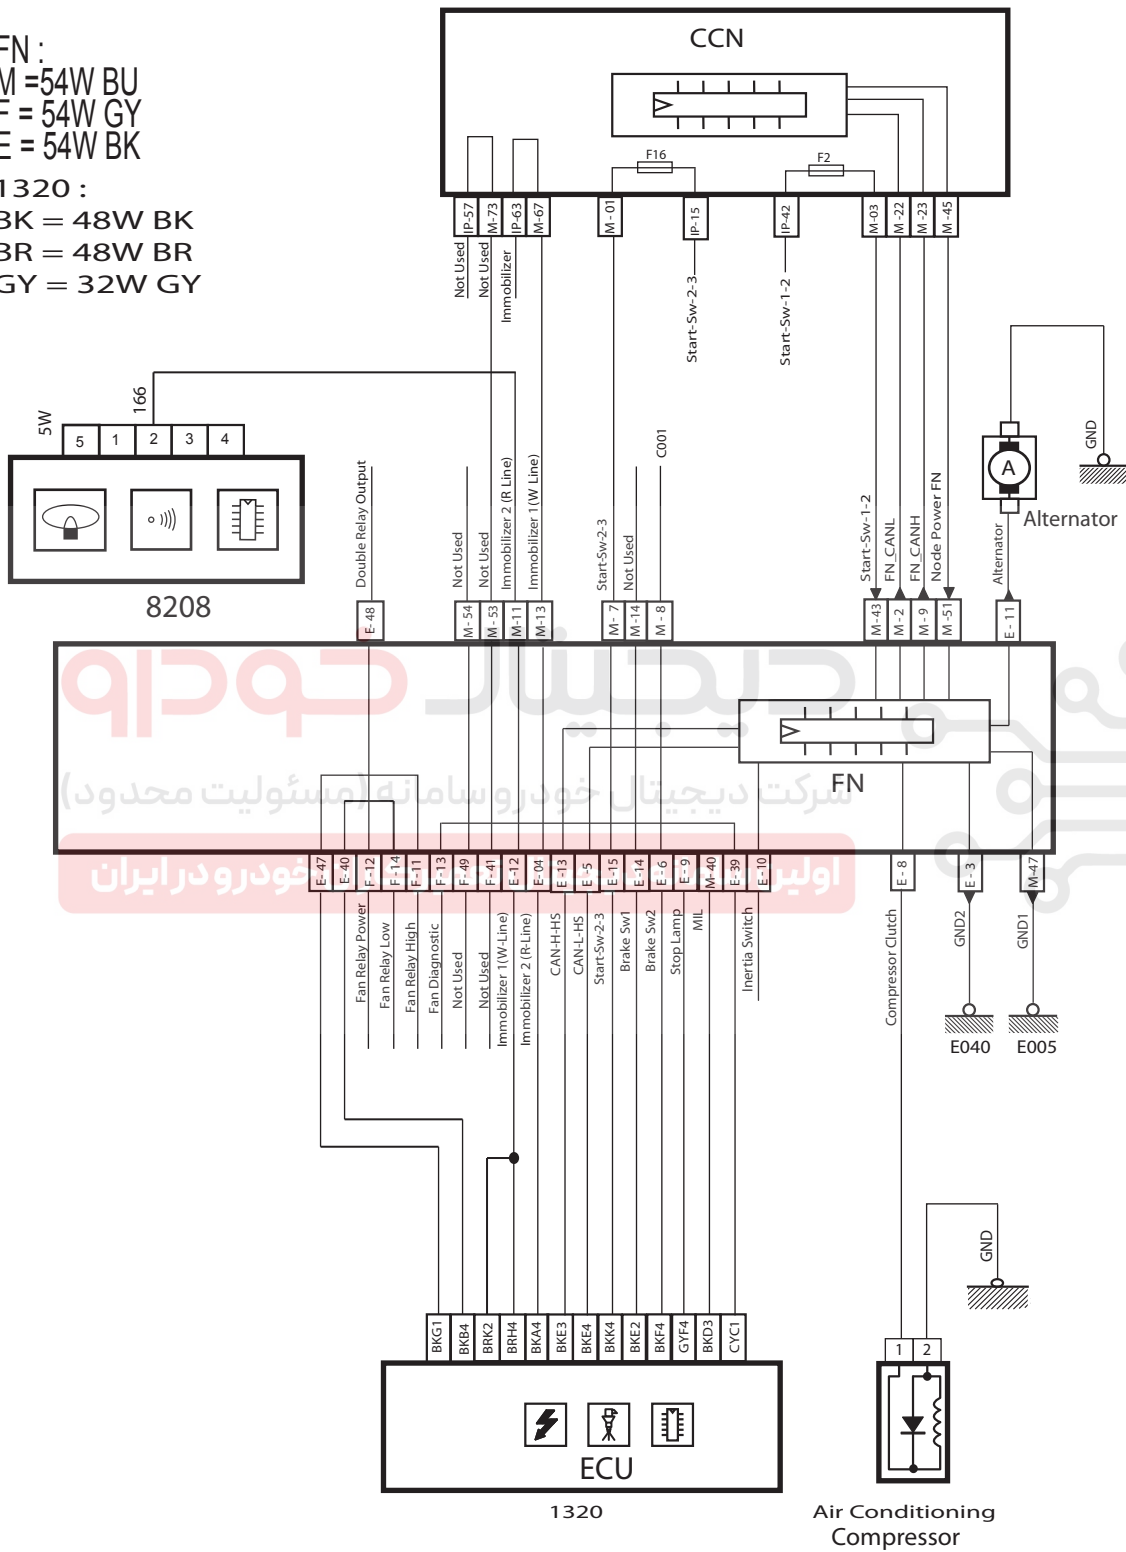 FN :
M =54W BU
F = 54W GY
E = 54W BK
1320 :
BK = 48W BK
BR = 48W BR
GY = 32W GY
CCN
F16
F2
IP-57
M-73
IP-63
M-67
M - 01
IP-15
IP-42
M-03
M -22
M -23
M -45
Not Used
Not Used
Immobilizer
Start-Sw-2-3
Start-Sw-1-2
5W
166
5
1
2
3
4
8208
Double Relay Output
Not Used
Not Used
Immobilizer 2 (R Line)
Immobilizer 1(W Line)
Start-Sw-2-3
Not Used
C001
Start-Sw-1-2
FN_CANL
FN_CANH
Node Power FN
Alternator
A
Alternator
GND
E- 48
M - 54
M - 53
M-11
M-13
M - 7
M-14
M - 8
M-43
M -2
M - 9
M -51
E - 11
دیجیتال خودرو
شرکت دیجیتال خودرو سامانه (مسئولیت محدود)
FN
E-47
E-40
F-12
F-14
F-11
F-13
F-49
F-41
E-12
E-04
E -13
E -5
E-15
E-14
E -6
E -9
M-40
E -39
E -10
E - 8
E - 3
M-47
Fan Relay Power
Fan Relay Low
Fan Relay High
Fan Diagnostic
Not Used
Not Used
Immobilizer 1(W-Line)
Immobilizer 2 (R-Line)
CAN-H-HS
CAN-L-HS
Start-Sw-2-3
Brake Sw1
Brake Sw2
Stop Lamp
MIL
Inertia Switch
Compressor Clutch
GND2
GND1
E040
E005
BKG1
BKB4
BRK2
BRH4
BKA4
BKE3
BKE4
BKK4
BKE2
BKF4
GYF4
BKD3
CYC1
ECU
1320
GND
1
2
Air Conditioning
Compressor